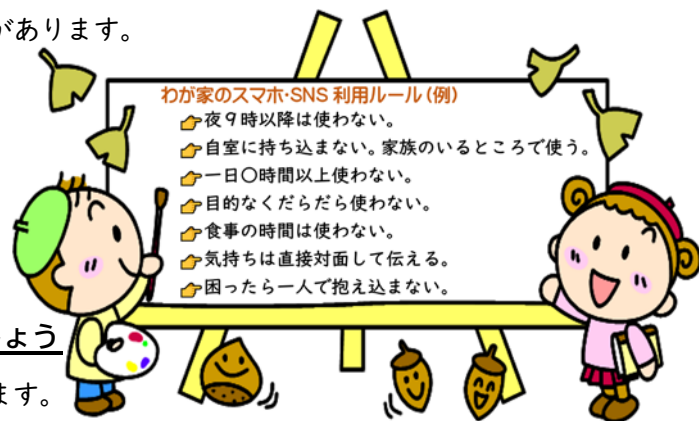 があります。
わが家のスマホ・SNS 利用ルール(例)
👉夜9時以降は使わない。
👉自室に持ち込まない。家族のいるところで使う。
👉一日〇時間以上使わない。
👉目的なくだらだら使わない。
👉食事の時間は使わない。
👉気持ちは直接対面して伝える。
👉困ったら一人で抱え込まない。
ょう
ます。